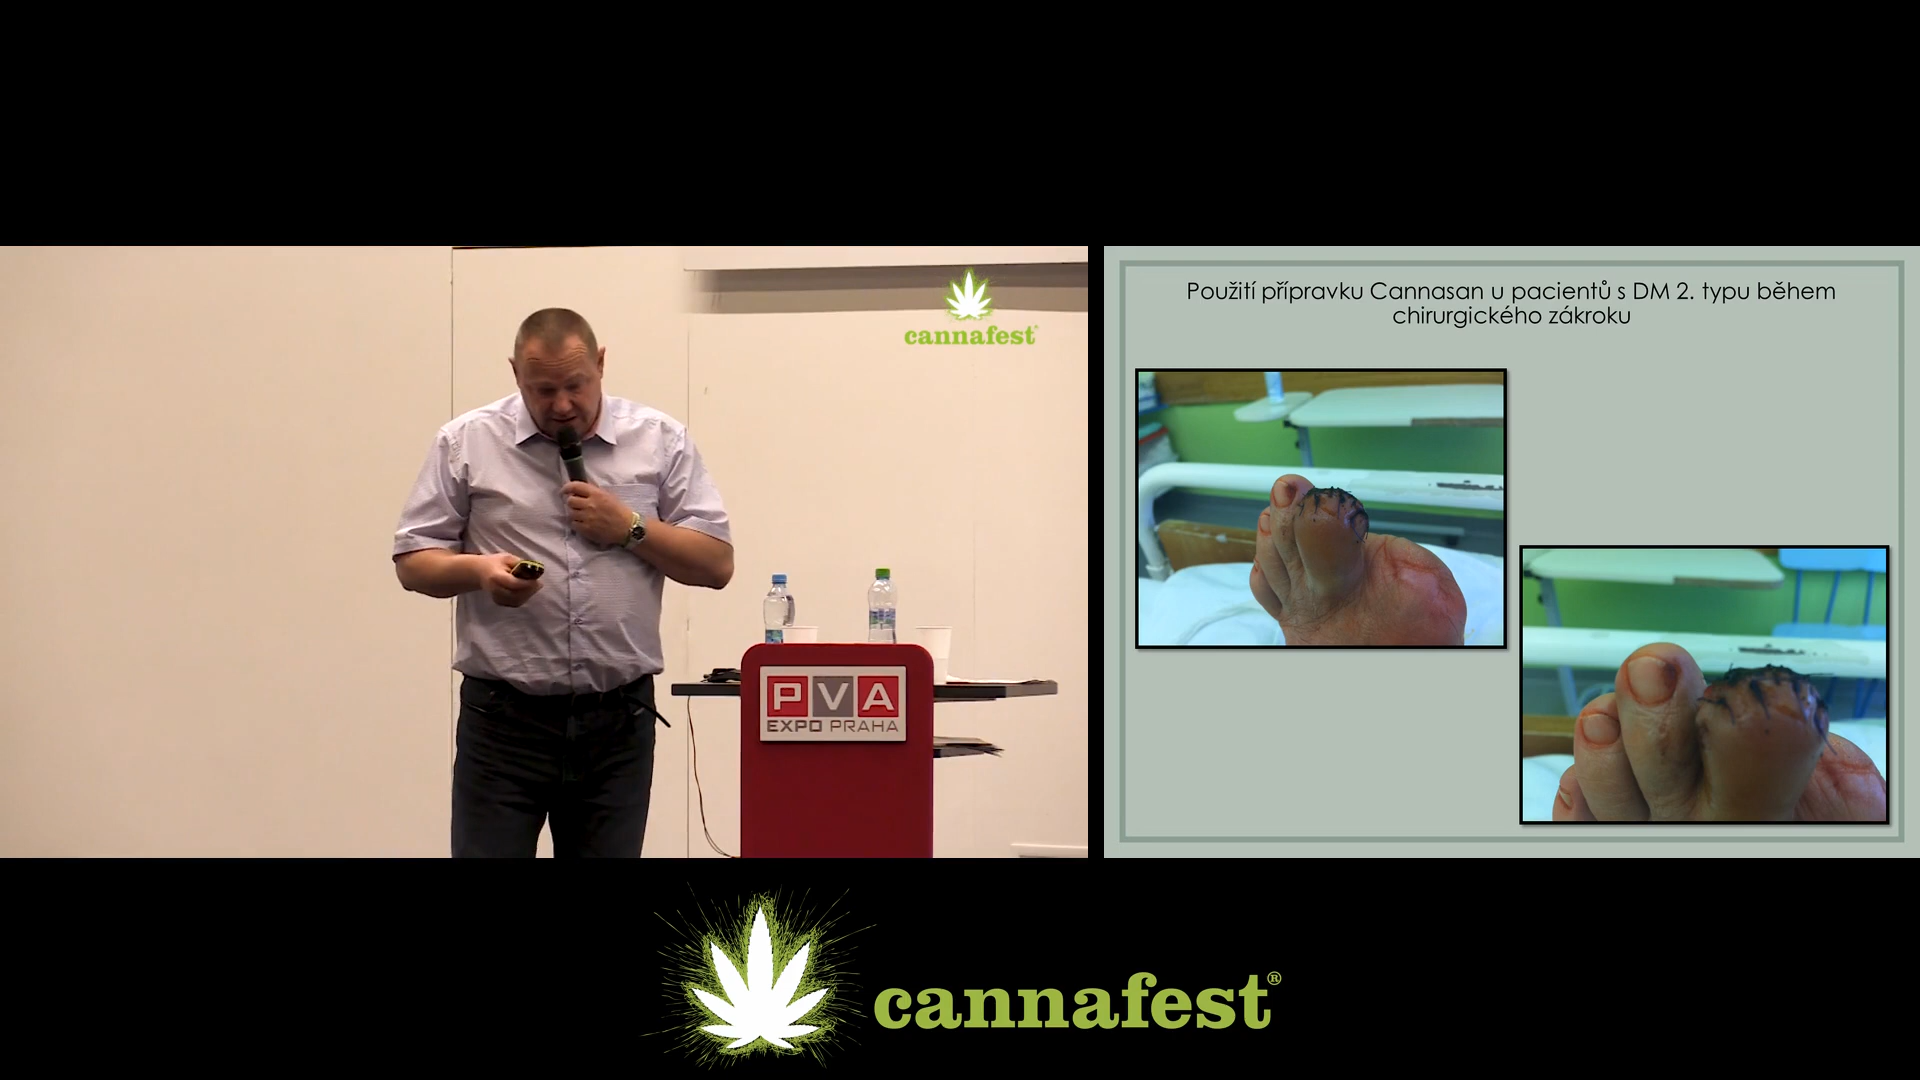 cannafest
Použití přípravku Cannasan u pacientů s DM 2. typu během
chirurgického zákroku
PVA
EXPO PRAHA
cannafest®